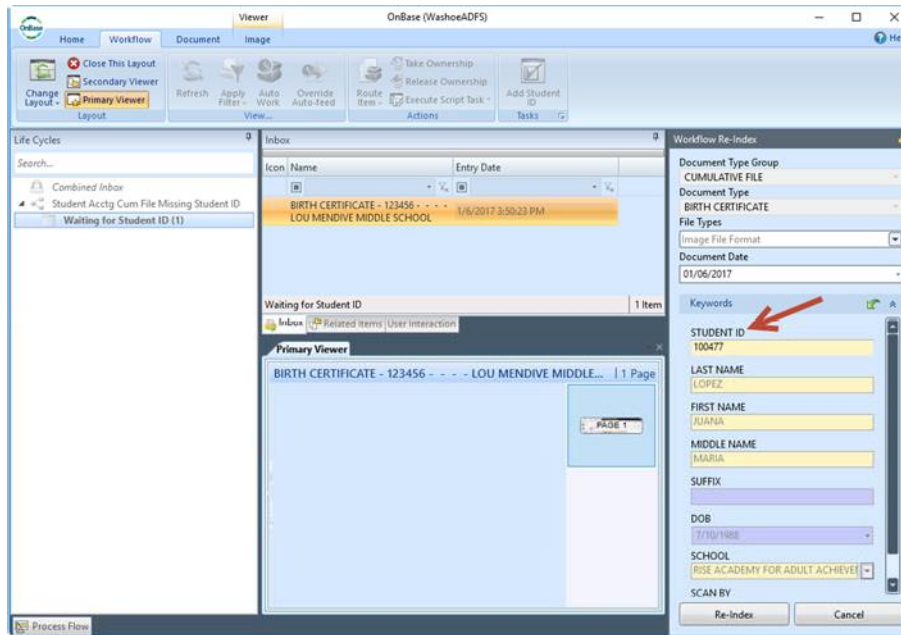 OnBase
Viewer
OnBase (WashoeADFS)
Home Workflow Document Image
He
Close This Layout
Secondary Viewer
Primary Viewer
Change Layout
Layout
Refresh
Apply Filter
Auto Work
Override Auto-feed
View...
Route Item
Take Ownership
Release Ownership
Execute Script Task
Actions
Add Student ID
Tasks
Life Cycles
Search...
Combined Inbox
Student Acctg Cum File Missing Student ID
Waiting for Student ID (1)
Process Flow
Inbox
Icon Name Entry Date
BIRTH CERTIFICATE - 123456 - - - -
LOU MENDIVE MIDDLE SCHOOL
1/6/2017 3:50:23 PM
Waiting for Student ID 1 Item
Inbox Related Items User Interaction
Primary Viewer
BIRTH CERTIFICATE - 123456 - - - - LOU MENDIVE MIDDLE... | 1 Page
PAGE 1
Workflow Re-Index
Document Type Group
CUMULATIVE FILE
Document Type
BIRTH CERTIFICATE
File Types
Image File Format
Document Date
01/06/2017
Keywords
STUDENT ID
100477
LAST NAME
LOPEZ
FIRST NAME
JUANA
MIDDLE NAME
MARIA
SUFFIX
DOB
7/10/1988
SCHOOL
RISE ACADEMY FOR ADULT ACHIEVE
SCAN BY
Re-Index Cancel